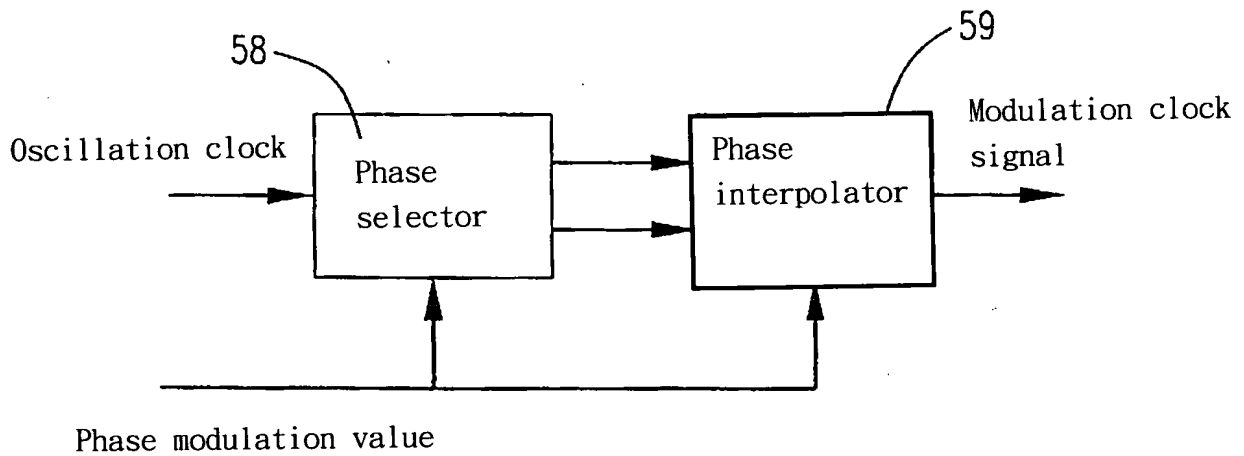 58
59
Oscillation clock
Phase
selector
Phase
interpolator
Modulation clock
signal
Phase modulation value